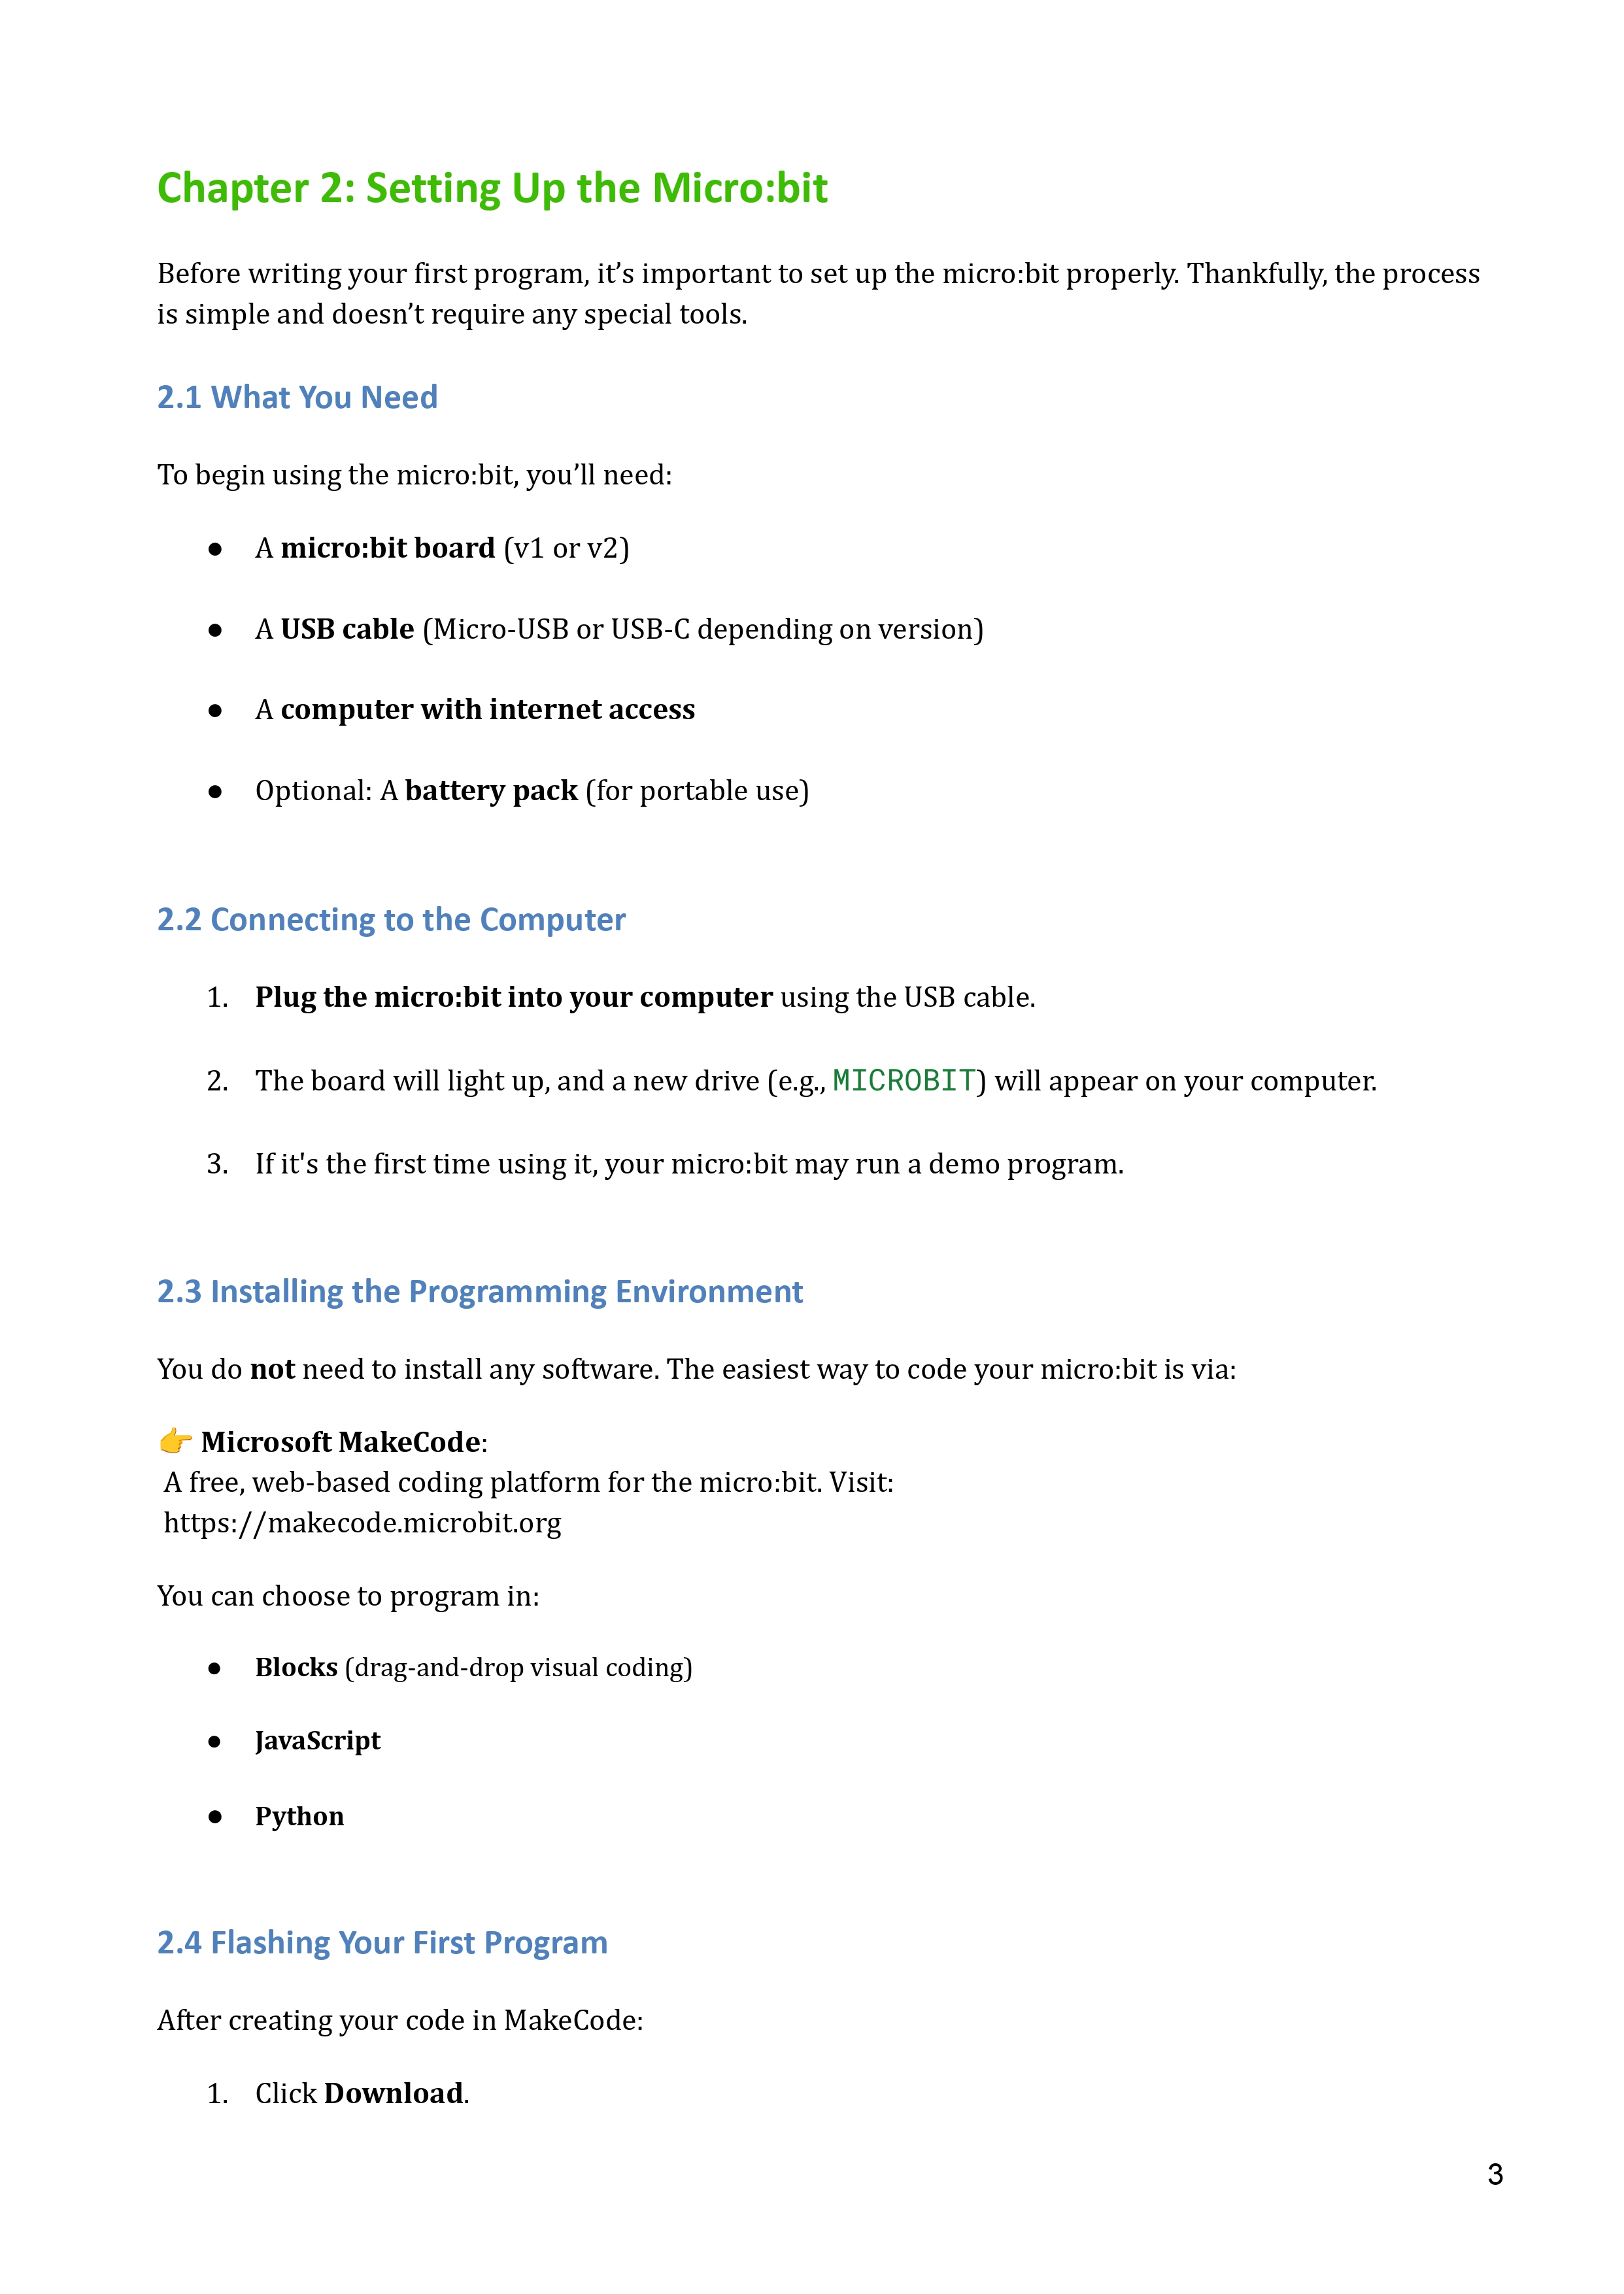 Chapter 2: Setting Up the Micro:bit
Before writing your first program, it’s important to set up the micro:bit properly. Thankfully, the process
is simple and doesn’t require any special tools.
2.1 What You Need
To begin using the micro:bit, you’ll need:
● A micro:bit board (v1 or v2)
● A USB cable (Micro-USB or USB-C depending on version)
● A computer with internet access
● Optional: A battery pack (for portable use)
2.2 Connecting to the Computer
1. Plug the micro:bit into your computer using the USB cable.
2. The board will light up, and a new drive (e.g., MICROBIT) will appear on your computer.
3. If it's the first time using it, your micro:bit may run a demo program.
2.3 Installing the Programming Environment
You do not need to install any software. The easiest way to code your micro:bit is via:
👉 Microsoft MakeCode:
A free, web-based coding platform for the micro:bit. Visit:
https://makecode.microbit.org
You can choose to program in:
● Blocks (drag-and-drop visual coding)
● JavaScript
● Python
2.4 Flashing Your First Program
After creating your code in MakeCode:
1. Click Download.
3